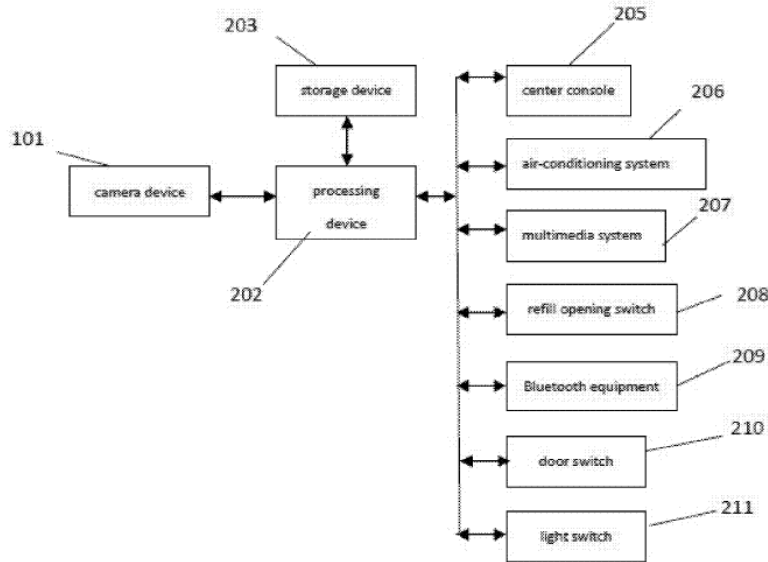 203
205
storage device
center console
206
101
air-conditioning system
camera device
processing
device
207
multimedia system
202
refill opening switch
208
209
Bluetooth equipment
210
door switch
211
light switch